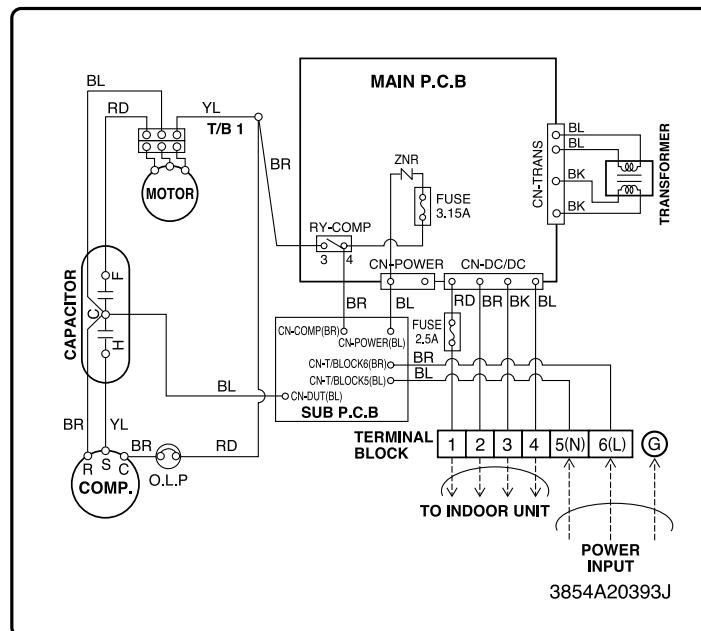 MAIN P.C.B
BL
RD
YL
T/B 1
BR
MOTOR
ZNR
FUSE
3.15A
RY-COMP
3 4
CN-TRANS
BL
BL
BK
BK
TRANSFORMER
CN-POWER
CN-DC/DC
BR
BL
RD
BR
BK
BL
FUSE
2.5A
CAPACITOR
F
C
H
CN-COMP(BR)
CN-POWER(BL)
CN-T/BLOCK6(BR)
CN-T/BLOCK5(BL)
CN-DUT(BL)
SUB P.C.B
BR
BL
BL
BR
YL
BR
RD
R S C
COMP.
O.L.P
TERMINAL
BLOCK
1 2 3 4 5(N) 6(L) G
TO INDOOR UNIT
POWER
INPUT
3854A20393J